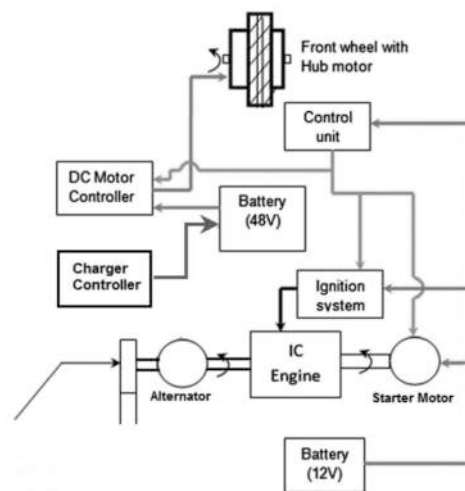 Front wheel with
Hub motor
Control
unit
DC Motor
Controller
Battery
(48V)
Charger
Controller
Ignition
system
IC
Engine
Alternator
Starter Motor
Battery
(12V)